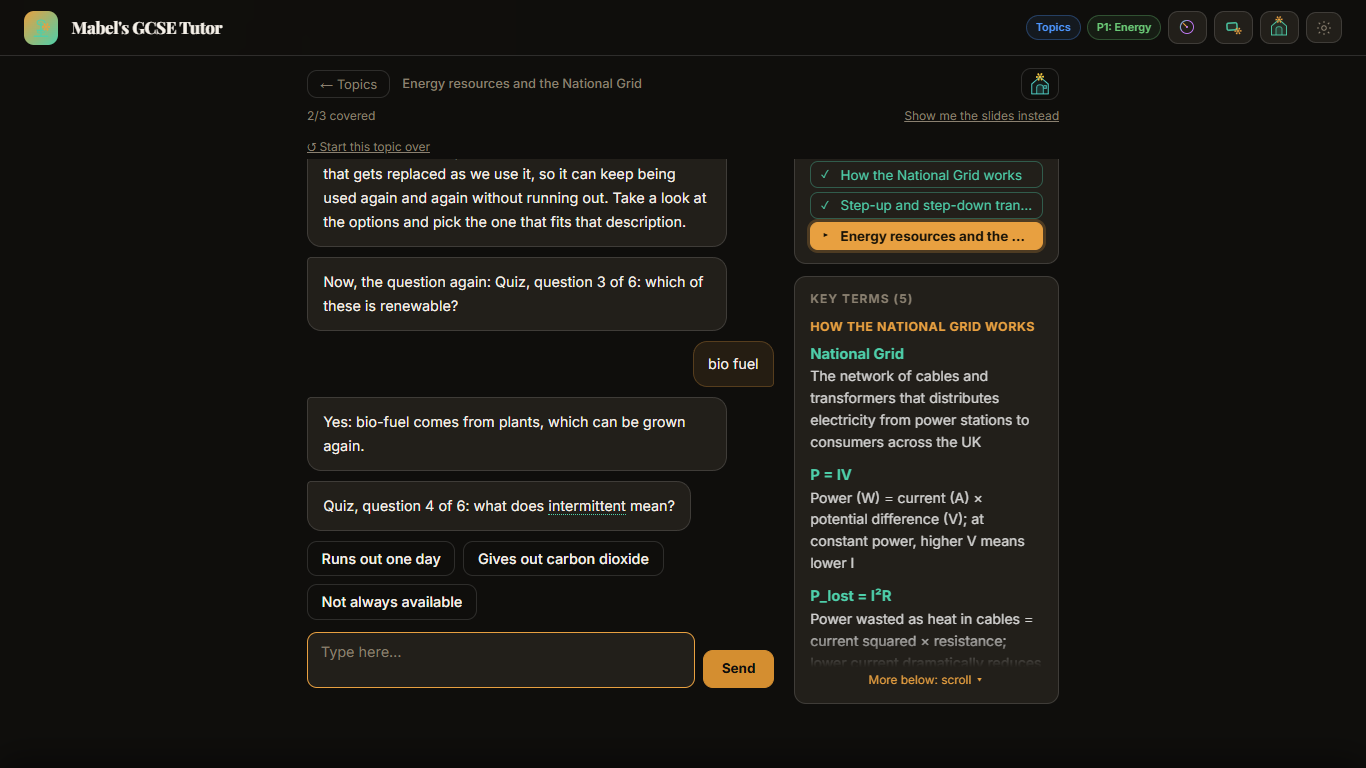 Mabel's GCSE Tutor
Topics
P1: Energy
← Topics
Energy resources and the National Grid
2/3 covered
Show me the slides instead
↺ Start this topic over
that gets replaced as we use it, so it can keep being
used again and again without running out. Take a look at
the options and pick the one that fits that description.
Now, the question again: Quiz, question 3 of 6: which of
these is renewable?
bio fuel
Yes: bio-fuel comes from plants, which can be grown
again.
Quiz, question 4 of 6: what does intermittent mean?
Runs out one day
Gives out carbon dioxide
Not always available
Type here...
Send
✓ How the National Grid works
✓ Step-up and step-down tran...
‣ Energy resources and the ...
KEY TERMS (5)
HOW THE NATIONAL GRID WORKS
National Grid
The network of cables and
transformers that distributes
electricity from power stations to
consumers across the UK
P = IV
Power (W) = current (A) ×
potential difference (V); at
constant power, higher V means
lower I
P_lost = I²R
Power wasted as heat in cables =
current squared × resistance;
lower current dramatically reduces
More below: scroll ▾